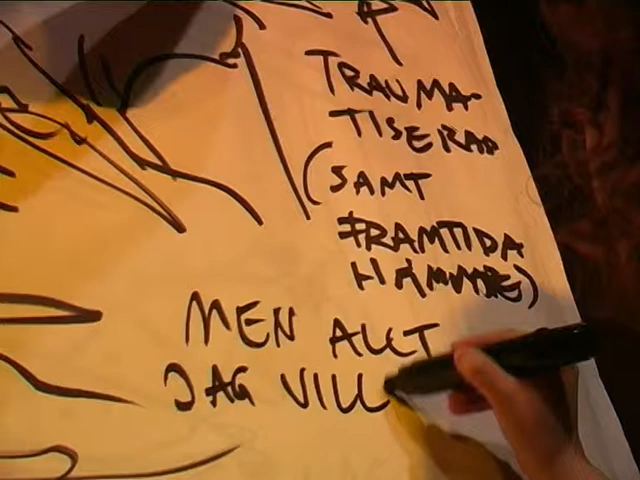 TRAUMA-
TISERAD
(SAMT
FRAMTIDA
HÄMNARE)
MEN ALLT
JAG VILL